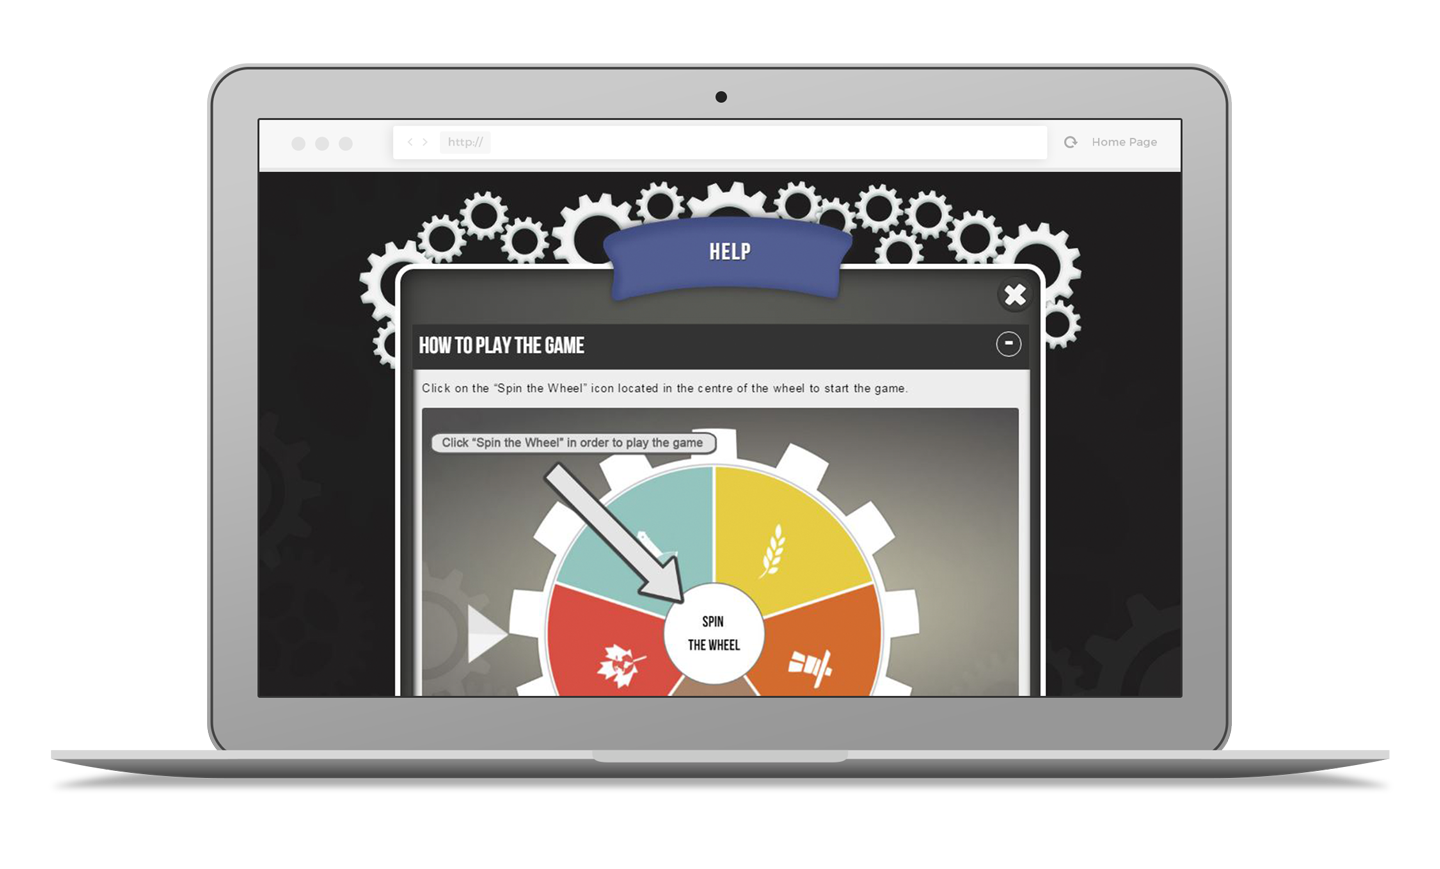 http://
Home Page
HELP
HOW TO PLAY THE GAME
Click on the “Spin the Wheel” icon located in the centre of the wheel to start the game.
Click “Spin the Wheel” in order to play the game
SPIN
THE WHEEL